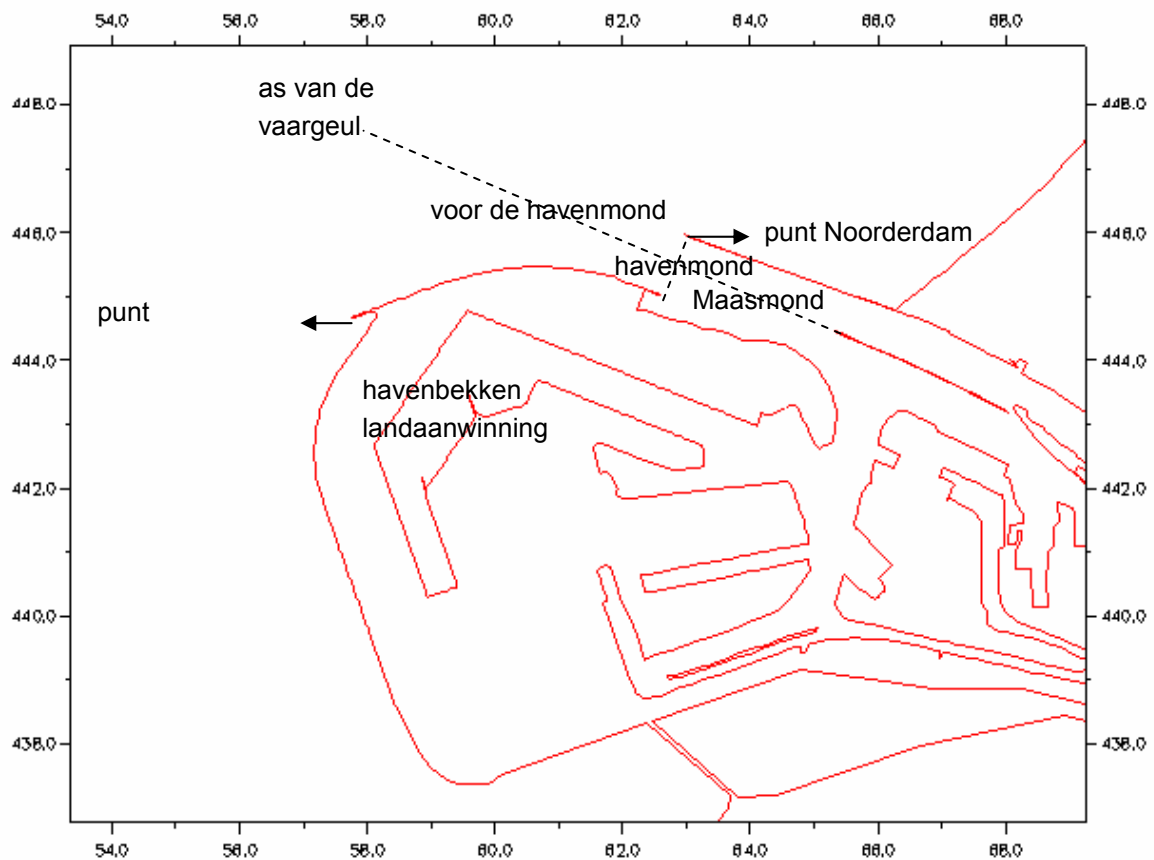 54.0 56.0 58.0 60.0 62.0 64.0 66.0 68.0
448.0 448.0
as van de
vaargeul
voor de havenmond
446.0 446.0
punt Noorderdam
havenmond
Maasmond
punt
444.0 444.0
havenbekken
landaanwinning
442.0 442.0
440.0 440.0
438.0 438.0
54.0 56.0 58.0 60.0 62.0 64.0 66.0 68.0